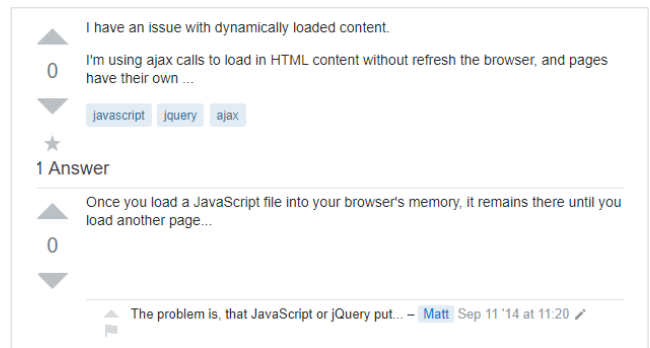 I have an issue with dynamically loaded content.
0
I'm using ajax calls to load in HTML content without refresh the browser, and pages
have their own ...
javascript jquery ajax
1 Answer
Once you load a JavaScript file into your browser's memory, it remains there until you
load another page...
0
The problem is, that JavaScript or jQuery put... – Matt Sep 11 '14 at 11:20